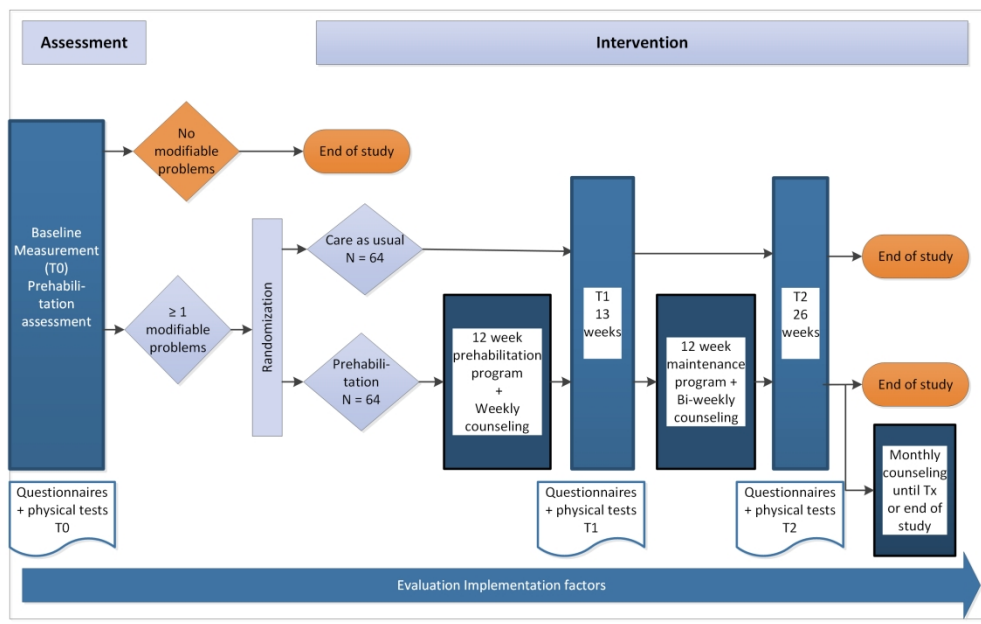 Assessment
Intervention
No
modifiable
problems
End of study
Baseline
Measurement
(T0)
Prehabili-
tation
assessment
≥ 1
modifiable
problems
Randomization
Care as usual
N = 64
Prehabili-
tation
N = 64
12 week
prehabilitation
program
+
Weekly
counseling
T1
13
weeks
12 week
maintenance
program +
Bi-weekly
counseling
T2
26
weeks
End of study
End of study
Monthly
counseling
until Tx
or end of
study
Questionnaires
+ physical tests
T0
Questionnaires
+ physical tests
T1
Questionnaires
+ physical tests
T2
Evaluation Implementation factors